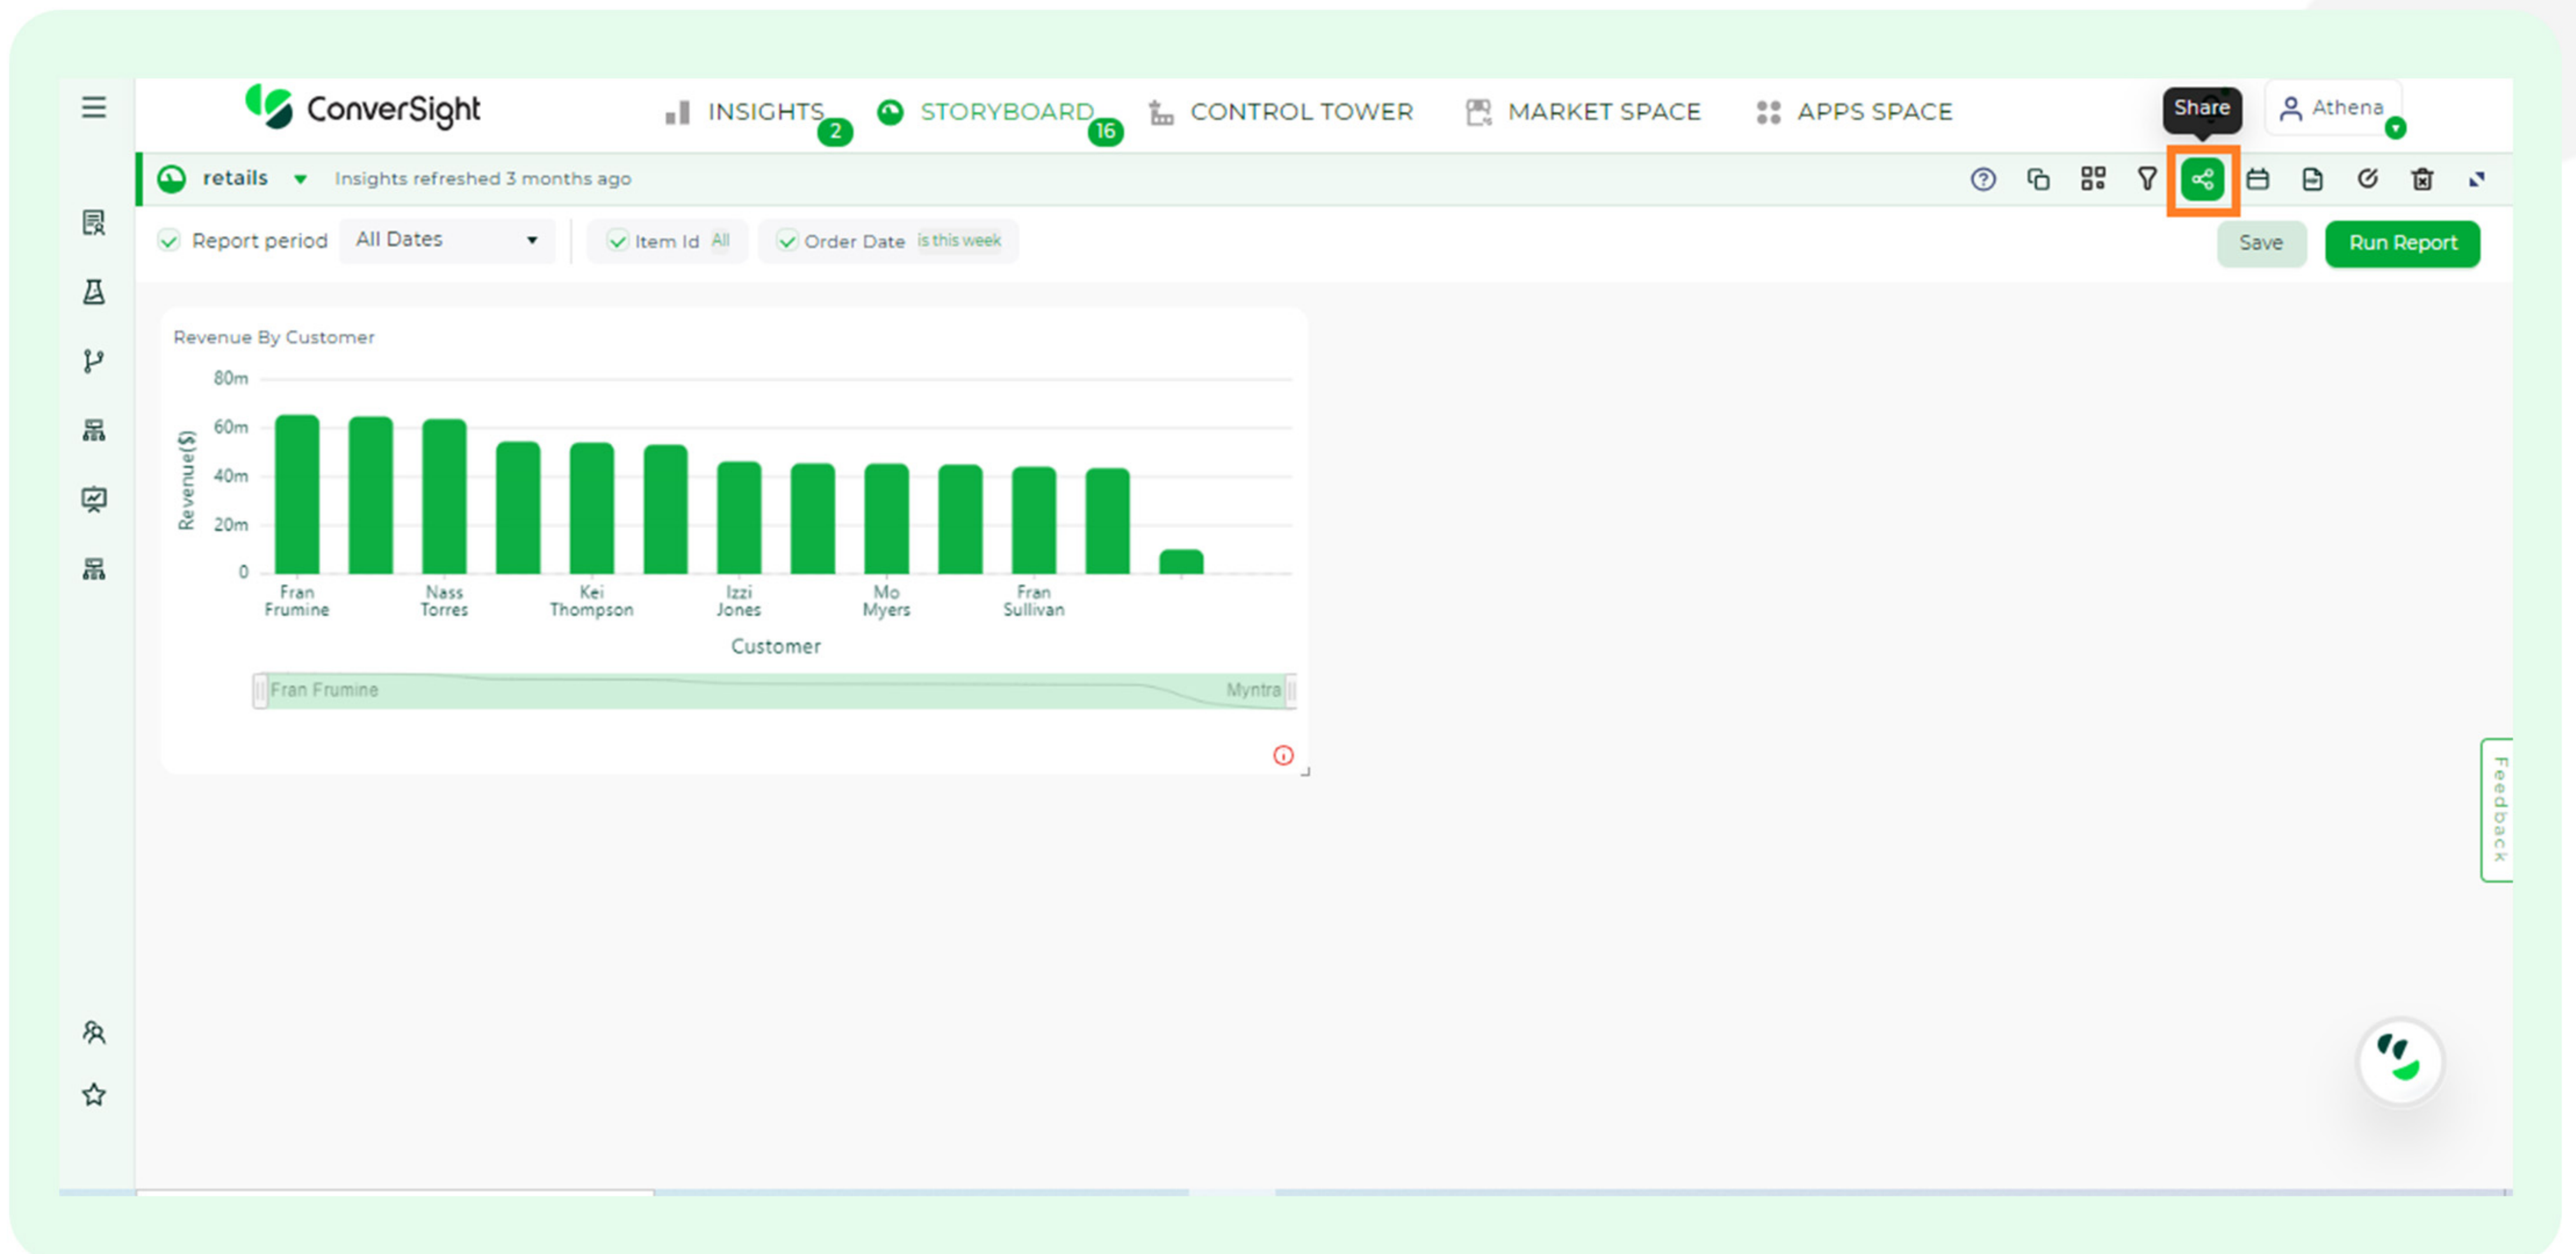 ConverSight
INSIGHTS 2
STORYBOARD 16
CONTROL TOWER
MARKET SPACE
APPS SPACE
Share
Athena
retails
Insights refreshed 3 months ago
Report period
All Dates
Item Id All
Order Date is this week
Save
Run Report
Revenue By Customer
80m
60m
40m
20m
0
Revenue($)
Fran Frumine
Nass Torres
Kei Thompson
Izzi Jones
Mo Myers
Fran Sullivan
Customer
Fran Frumine
Myntra
Feedback